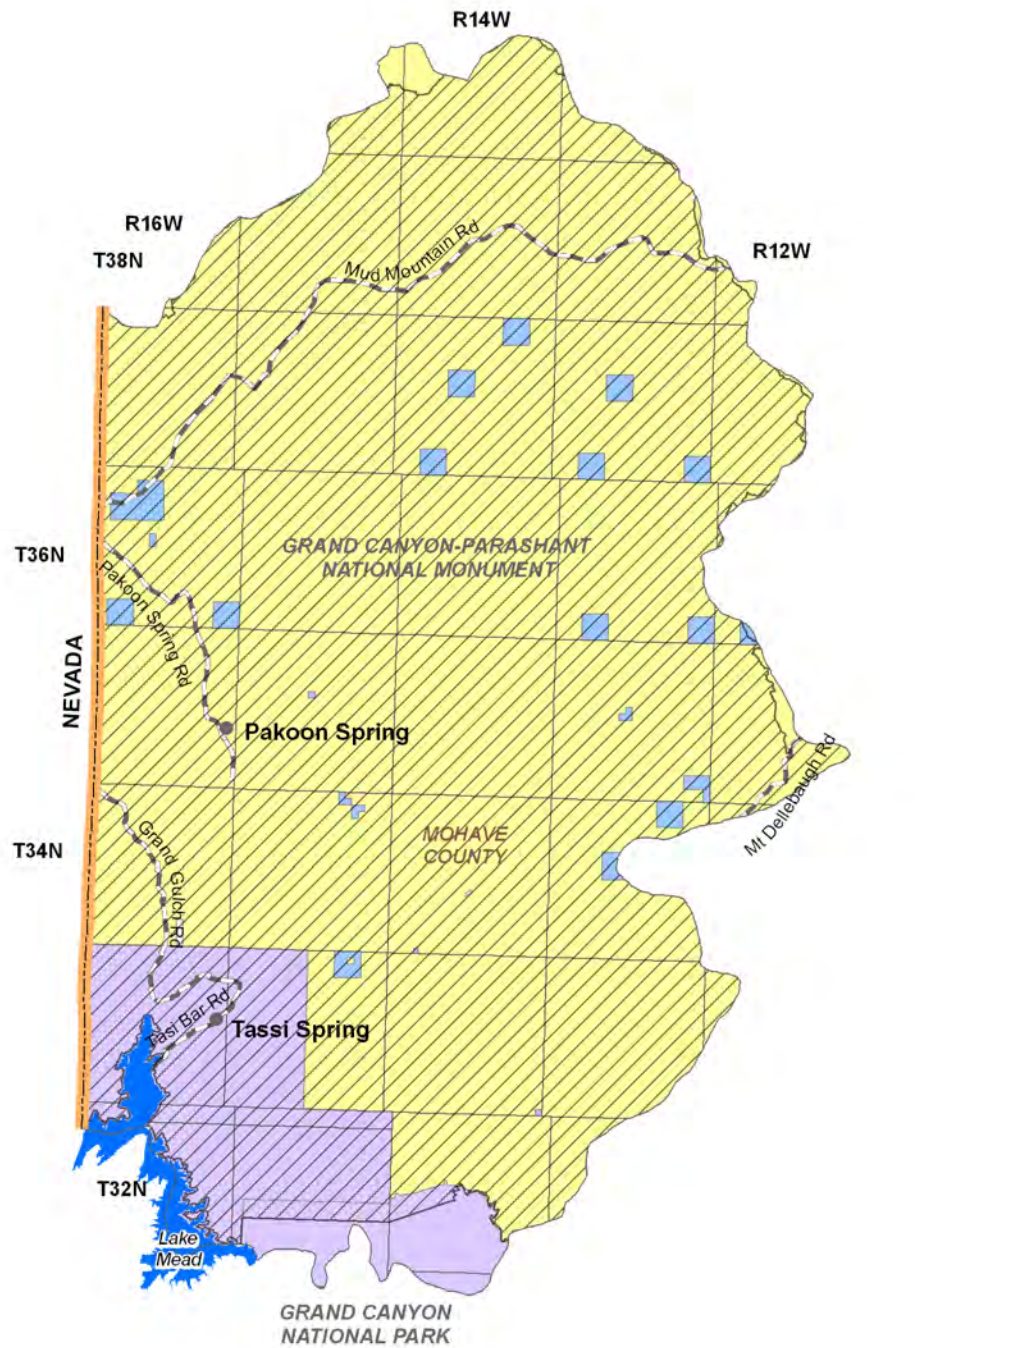 R14W
R16W
T38N
R12W
Mud Mountain Rd
T36N
GRAND CANYON-PARASHANT
NATIONAL MONUMENT
Pakoon Spring Rd
NEVADA
Pakoon Spring
Mt Dellebaugh Rd
T34N
Grand Gulch Rd
MOHAVE
COUNTY
Tasi Bar Rd
Tassi Spring
T32N
Lake
Mead
GRAND CANYON
NATIONAL PARK